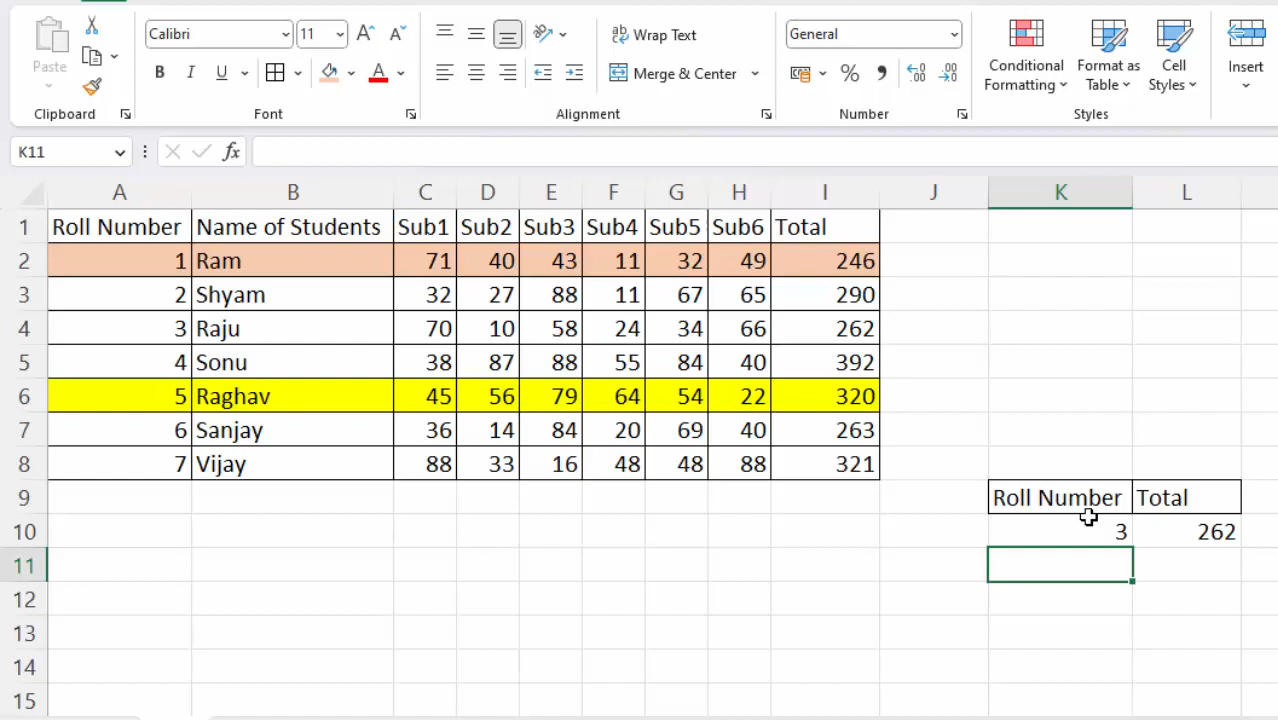 Calibri 11 Wrap Text General
Paste B I U Merge & Center % Conditional Formatting Format as Table Cell Styles Insert
Clipboard Font Alignment Number Styles
K11 fx
A B C D E F G H I J K L
1 Roll Number Name of Students Sub1 Sub2 Sub3 Sub4 Sub5 Sub6 Total
2 1 Ram 71 40 43 11 32 49 246
3 2 Shyam 32 27 88 11 67 65 290
4 3 Raju 70 10 58 24 34 66 262
5 4 Sonu 38 87 88 55 84 40 392
6 5 Raghav 45 56 79 64 54 22 320
7 6 Sanjay 36 14 84 20 69 40 263
8 7 Vijay 88 33 16 48 48 88 321
9 Roll Number Total
10 3 262
11
12
13
14
15